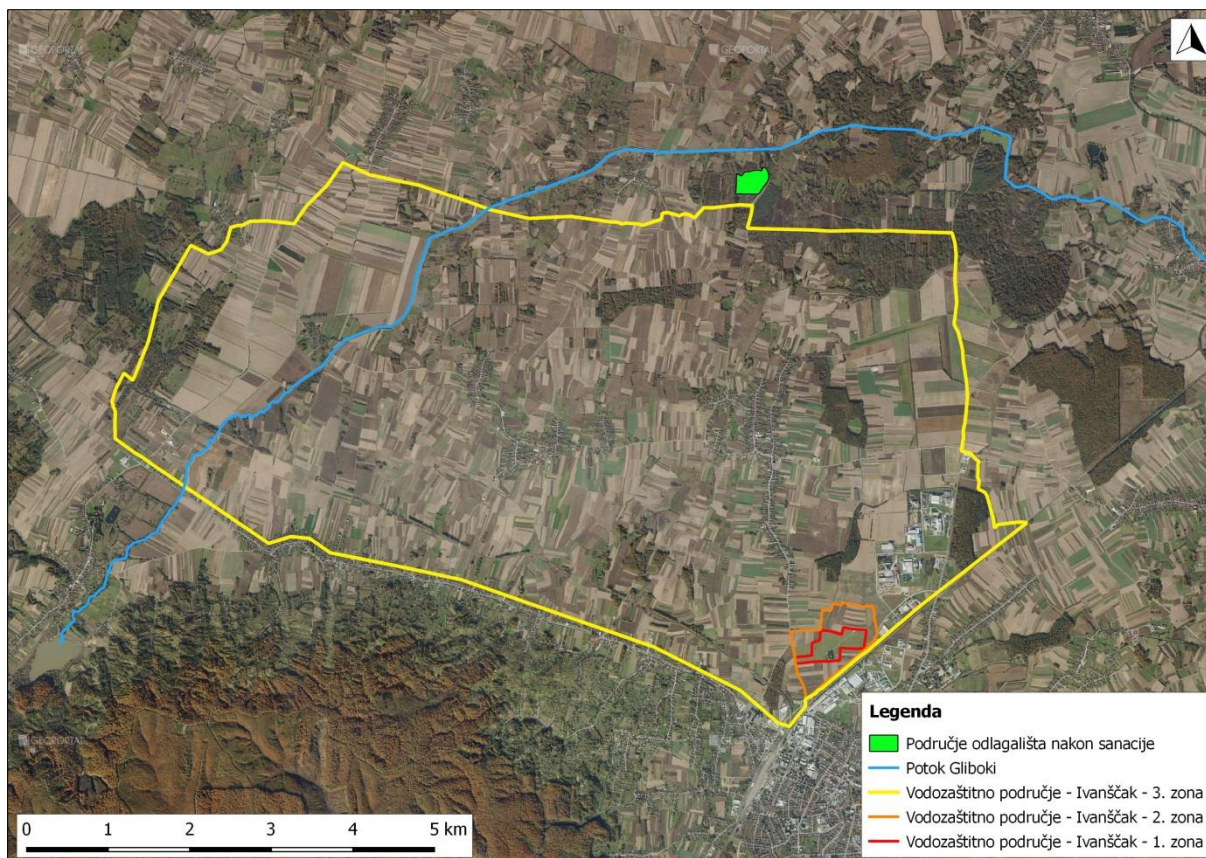 GEOPORTAL
GEOPORTAL
GEOPORTAL
GEOPORTAL
Legenda
Područje odlagališta nakon sanacije
Potok Gliboki
Vodozaštitno područje - Ivanščak - 3. zona
Vodozaštitno područje - Ivanščak - 2. zona
Vodozaštitno područje - Ivanščak - 1. zona
0 1 2 3 4 5 km